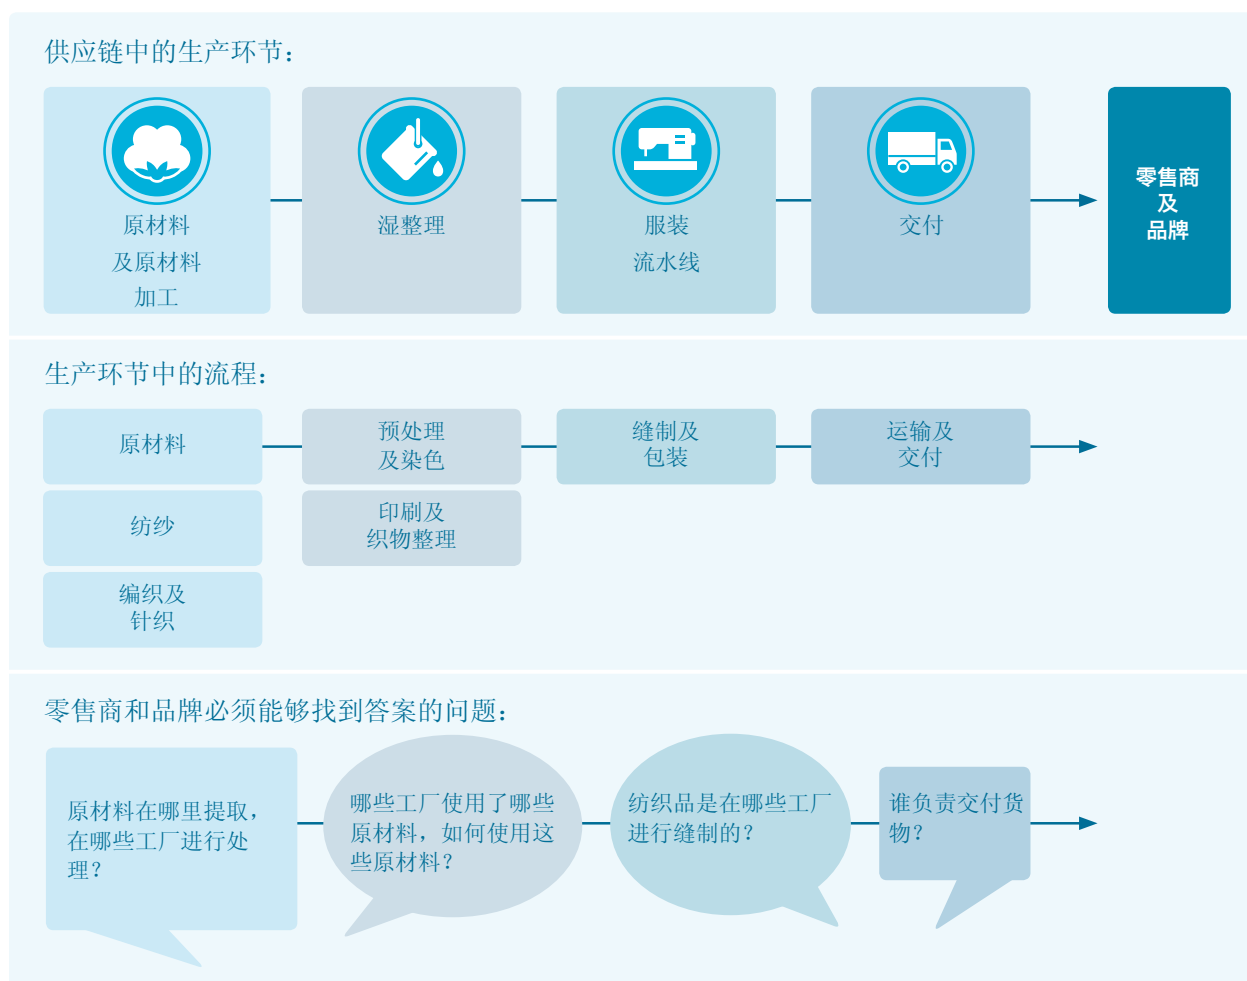 供应链中的生产环节：
原材料
及原材料
加工
湿整理
服装
流水线
交付
零售商
及
品牌
生产环节中的流程：
原材料
预处理
及染色
缝制及
包装
运输及
交付
纺纱
印刷及
织物整理
编织及
针织
零售商和品牌必须能够找到答案的问题：
原材料在哪里提取，
在哪些工厂进行处
理？
哪些工厂使用了哪些
原材料，如何使用这
些原材料？
纺织品是在哪些工厂
进行缝制的？
谁负责交付货
物？